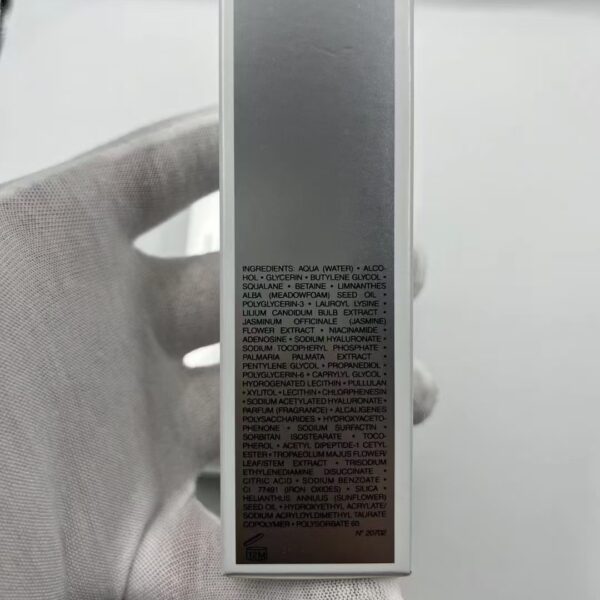 INGREDIENTS: AQUA (WATER) • ALCO-
HOL • GLYCERIN • BUTYLENE GLYCOL •
SQUALANE • BETAINE • LIMNANTHES
ALBA (MEADOWFOAM) SEED OIL •
POLYGLYCERIN-3 • LAUROYL LYSINE •
LILIUM CANDIDUM BULB EXTRACT •
JASMINUM OFFICINALE (JASMINE)
FLOWER EXTRACT • NIACINAMIDE •
ADENOSINE • SODIUM HYALURONATE •
SODIUM TOCOPHERYL PHOSPHATE •
PALMARIA PALMATA EXTRACT •
PENTYLENE GLYCOL • PROPANEDIOL •
POLYGLYCERIN-6 • CAPRYLYL GLYCOL •
HYDROGENATED LECITHIN • PULLULAN
• XYLITOL • LECITHIN • CHLORPHENESIN
• SODIUM ACETYLATED HYALURONATE •
PARFUM (FRAGRANCE) • ALCALIGENES
POLYSACCHARIDES • HYDROXYACETO-
PHENONE • SODIUM SURFACTIN •
SORBITAN ISOSTEARATE • TOCO-
PHEROL • ACETYL DIPEPTIDE-1 CETYL
ESTER • TROPAEOLUM MAJUS FLOWER/
LEAF/STEM EXTRACT • TRISODIUM
ETHYLENEDIAMINE DISUCCINATE •
CITRIC ACID • SODIUM BENZOATE •
CI 77491 (IRON OXIDES) • SILICA •
HELIANTHUS ANNUUS (SUNFLOWER)
SEED OIL • HYDROXYETHYL ACRYLATE/
SODIUM ACRYLOYLDIMETHYL TAURATE
COPOLYMER • POLYSORBATE 60
N° 20702
12M